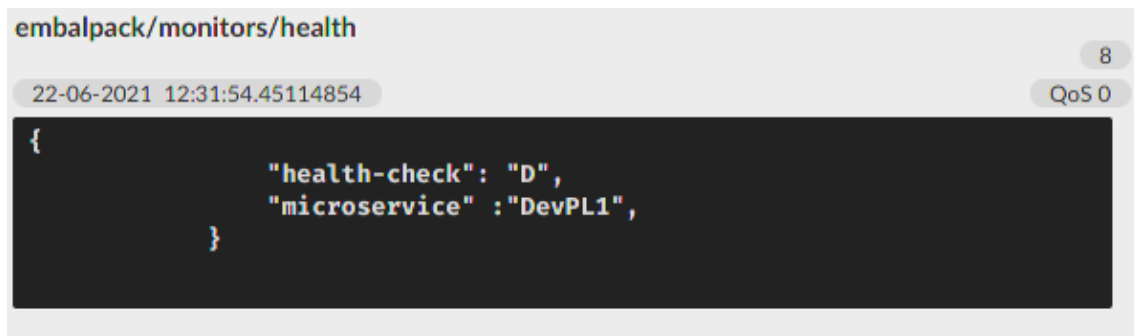 embalpack/monitors/health
8
22-06-2021 12:31:54.45114854
QoS 0
{
"health-check": "D",
"microservice" :"DevPL1",
}